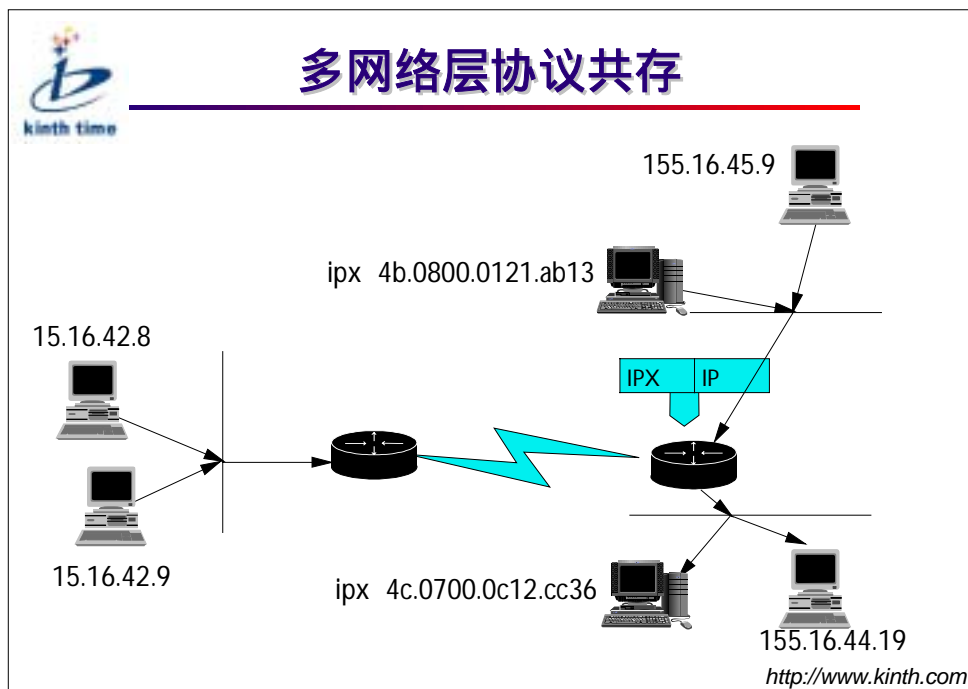 多网络层协议共存
kinth time
155.16.45.9
ipx 4b.0800.0121.ab13
15.16.42.8
IPX IP
15.16.42.9
ipx 4c.0700.0c12.cc36
155.16.44.19
http://www.kinth.com